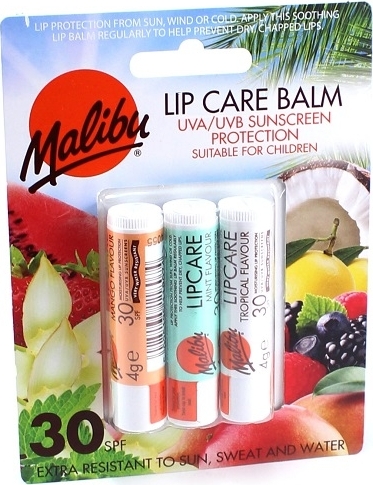 LIP PROTECTION FROM SUN, WIND OR COLD. APPLY THIS SOOTHING
LIP BALM REGULARLY TO HELP PREVENT DRY, CHAPPED LIPS.
Malibu®
LIP CARE BALM
UVA/UVB SUNSCREEN
PROTECTION
SUITABLE FOR CHILDREN
MANGO FLAVOUR
30
SPF
4g e
LIPCARE
MINT FLAVOUR
Malibu
LIPCARE
TROPICAL FLAVOUR
30
4g e
Malibu
30 SPF
EXTRA RESISTANT TO SUN, SWEAT AND WATER